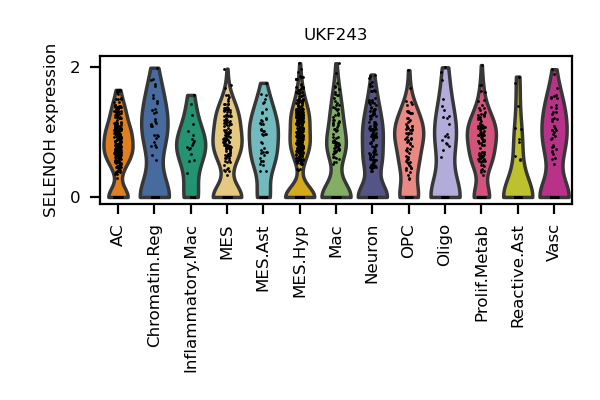 UKF243
SELENOH expression
2
0
AC
Chromatin.Reg
Inflammatory.Mac
MES
MES.Ast
MES.Hyp
Mac
Neuron
OPC
Oligo
Prolif.Metab
Reactive.Ast
Vasc